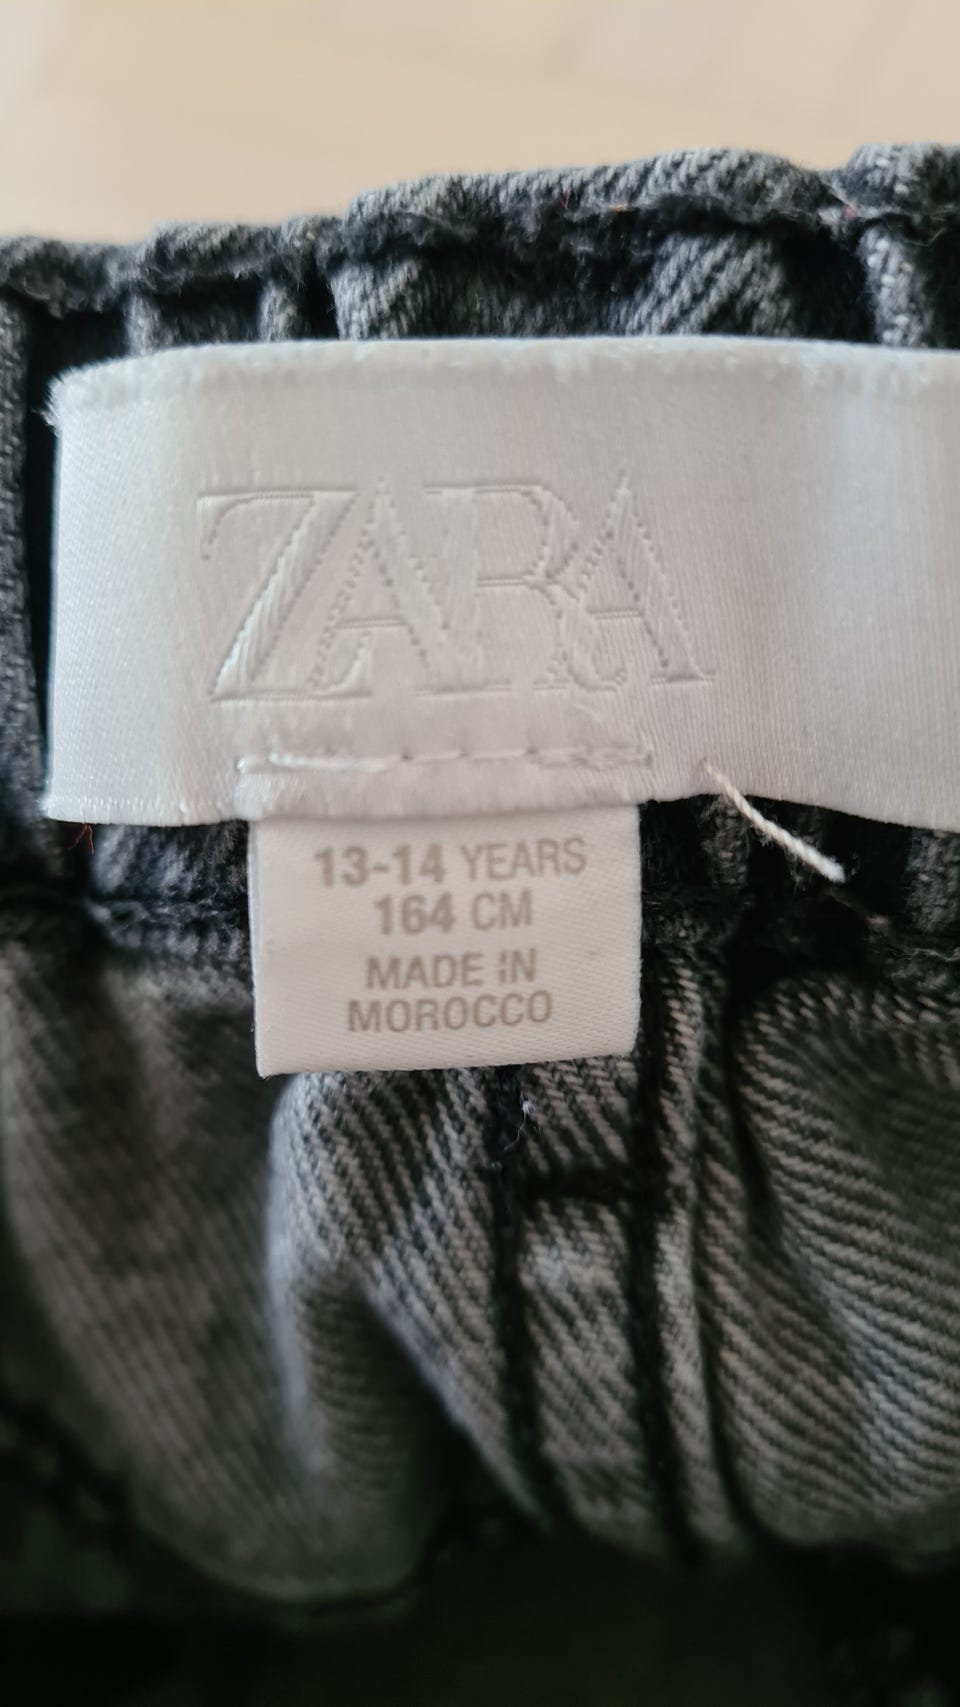 ZARA
13-14 YEARS
164 CM
MADE IN
MOROCCO